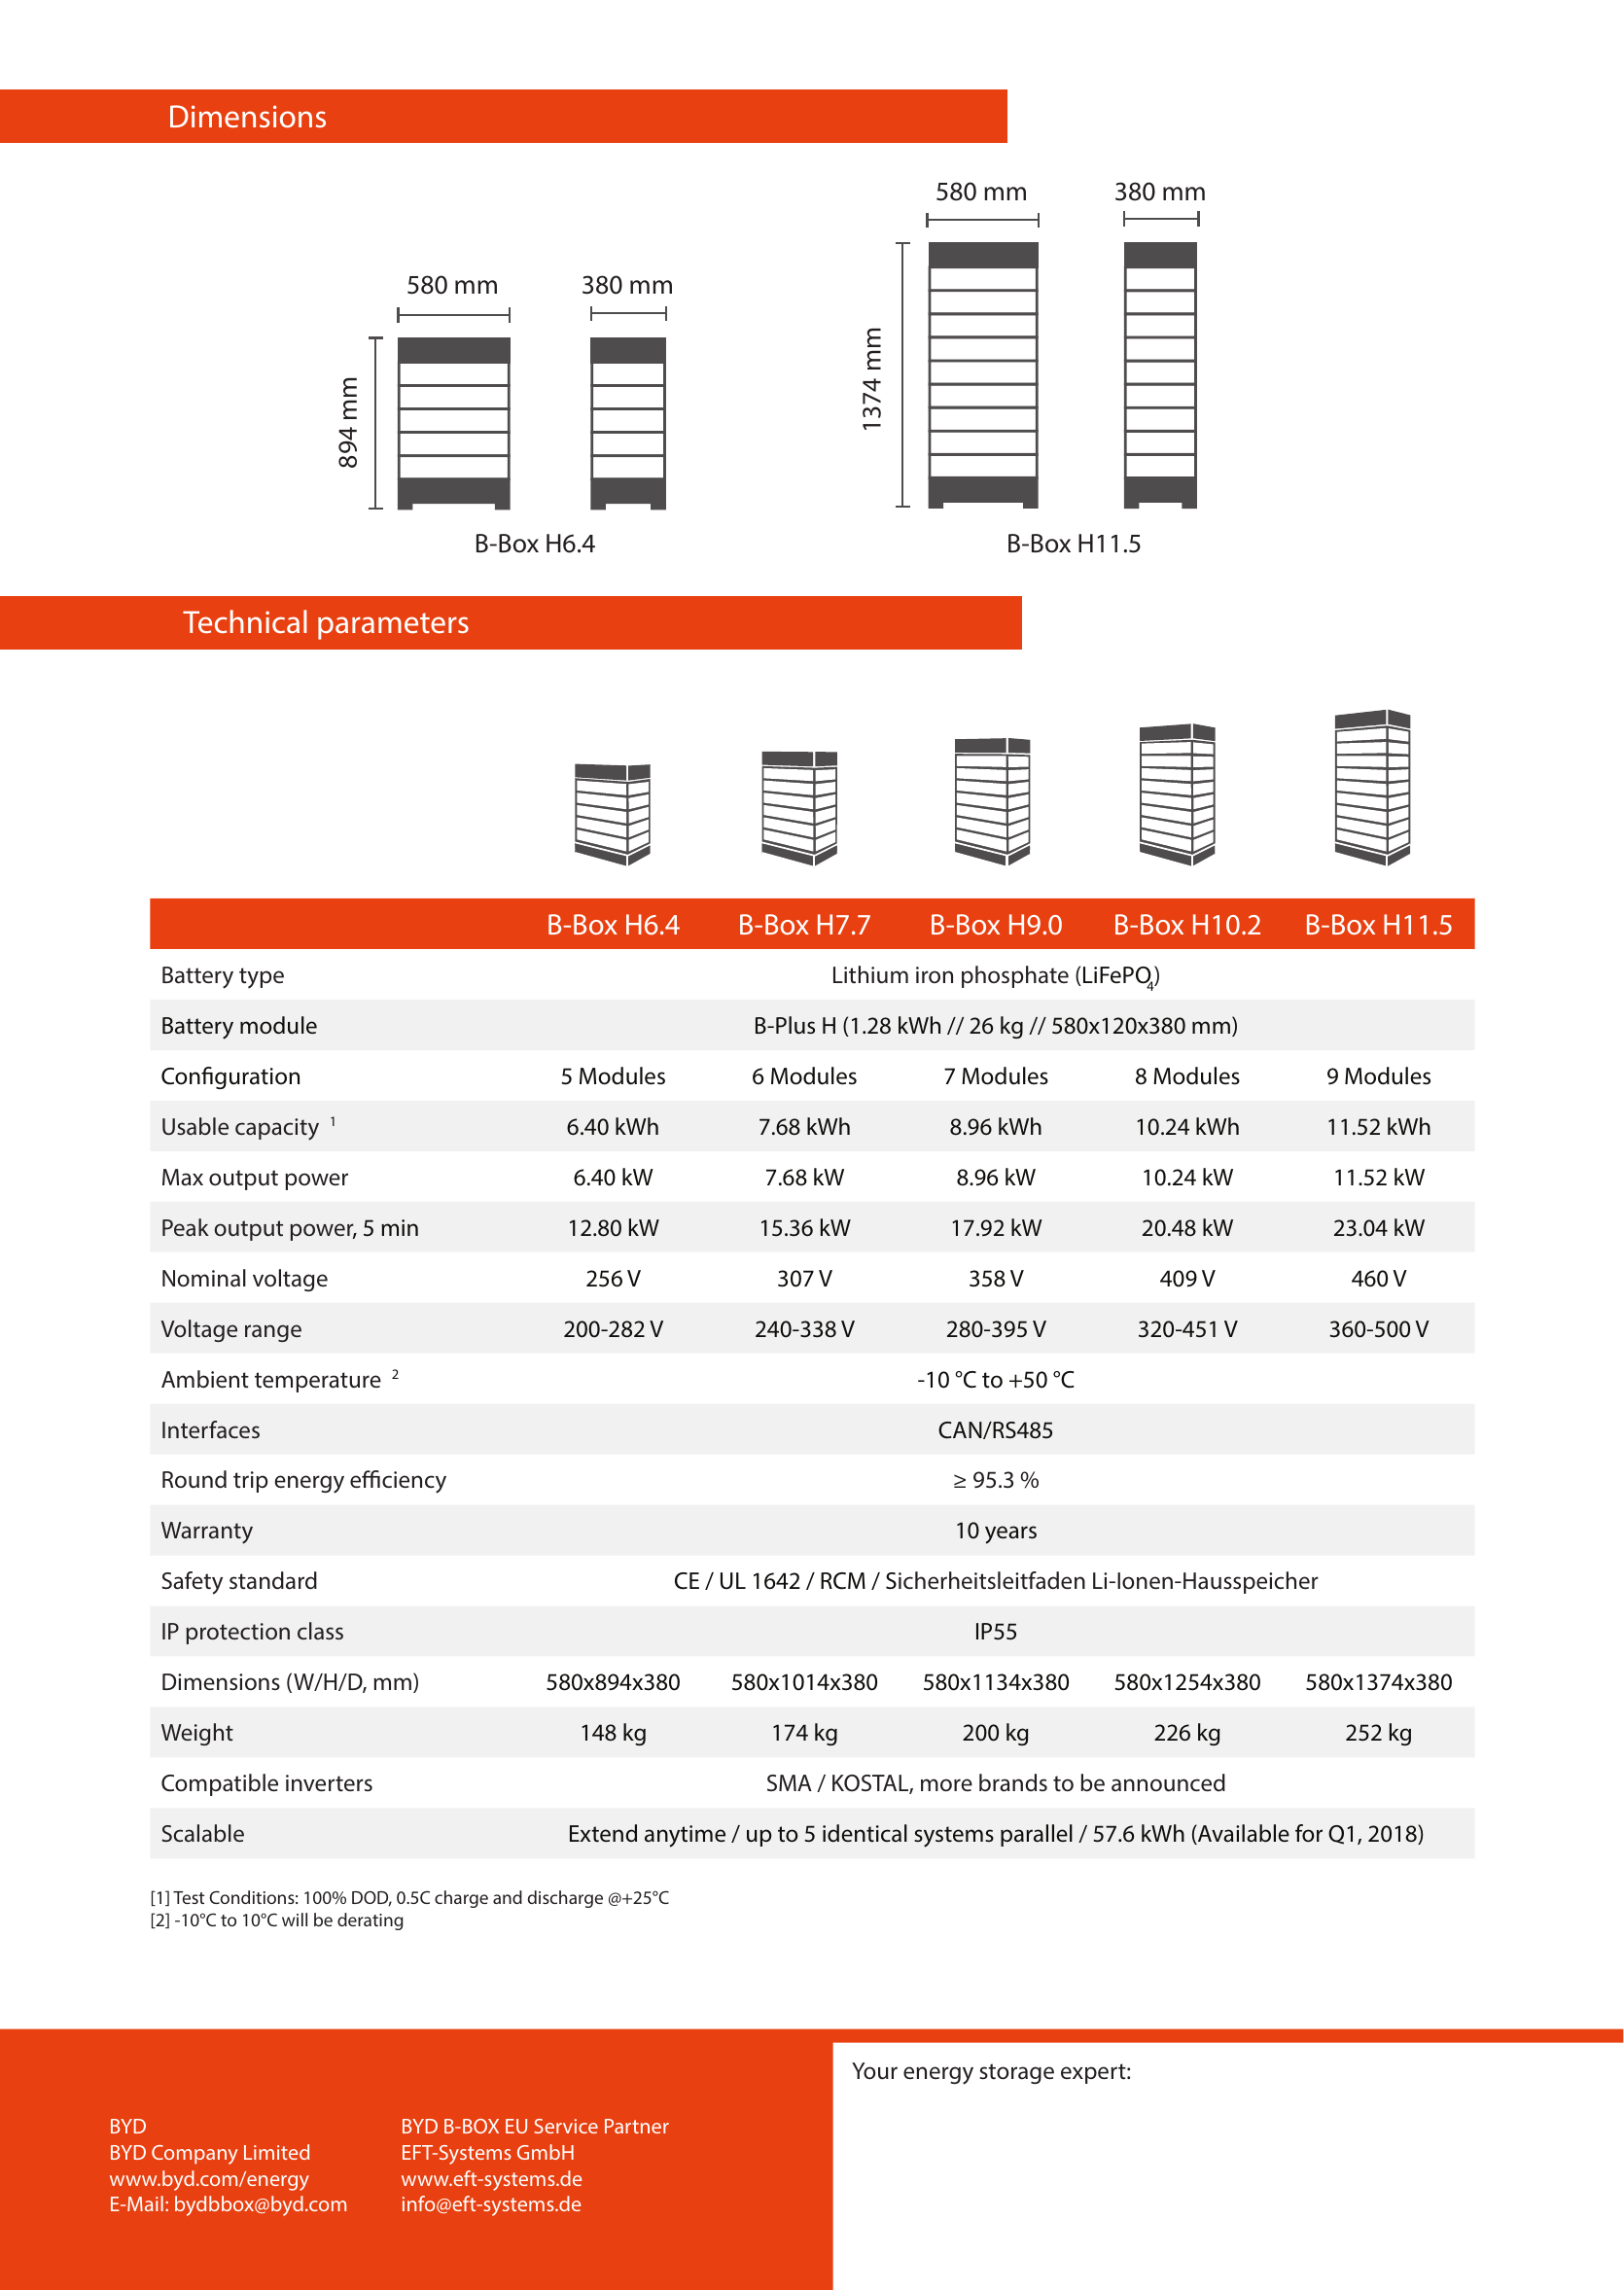 Dimensions
580 mm
380 mm
580 mm
380 mm
894 mm
1374 mm
B-Box H6.4
B-Box H11.5
Technical parameters
B-Box H6.4 B-Box H7.7 B-Box H9.0 B-Box H10.2 B-Box H11.5
Battery type Lithium iron phosphate (LiFePO4)
Battery module B-Plus H (1.28 kWh // 26 kg // 580x120x380 mm)
Configuration 5 Modules 6 Modules 7 Modules 8 Modules 9 Modules
Usable capacity 1 6.40 kWh 7.68 kWh 8.96 kWh 10.24 kWh 11.52 kWh
Max output power 6.40 kW 7.68 kW 8.96 kW 10.24 kW 11.52 kW
Peak output power, 5 min 12.80 kW 15.36 kW 17.92 kW 20.48 kW 23.04 kW
Nominal voltage 256 V 307 V 358 V 409 V 460 V
Voltage range 200-282 V 240-338 V 280-395 V 320-451 V 360-500 V
Ambient temperature 2 -10 °C to +50 °C
Interfaces CAN/RS485
Round trip energy efficiency ≥ 95.3 %
Warranty 10 years
Safety standard CE / UL 1642 / RCM / Sicherheitsleitfaden Li-Ionen-Hausspeicher
IP protection class IP55
Dimensions (W/H/D, mm) 580x894x380 580x1014x380 580x1134x380 580x1254x380 580x1374x380
Weight 148 kg 174 kg 200 kg 226 kg 252 kg
Compatible inverters SMA / KOSTAL, more brands to be announced
Scalable Extend anytime / up to 5 identical systems parallel / 57.6 kWh (Available for Q1, 2018)
[1] Test Conditions: 100% DOD, 0.5C charge and discharge @+25°C
[2] -10°C to 10°C will be derating
BYD
BYD Company Limited
www.byd.com/energy
E-Mail: bydbbox@byd.com
BYD B-BOX EU Service Partner
EFT-Systems GmbH
www.eft-systems.de
info@eft-systems.de
Your energy storage expert: